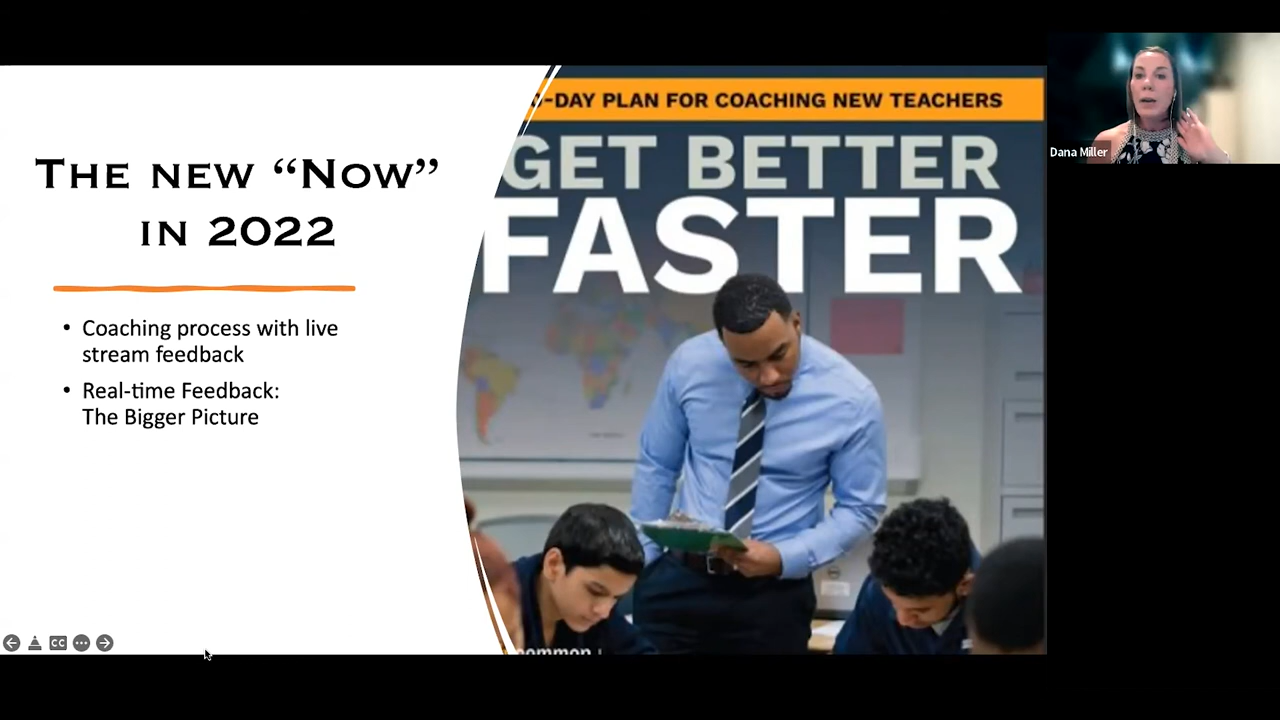 THE NEW “NOW”
IN 2022
• Coaching process with live
stream feedback
• Real-time Feedback:
The Bigger Picture
-DAY PLAN FOR COACHING NEW TEACHERS
GET BETTER
FASTER
CC
Dana Miller